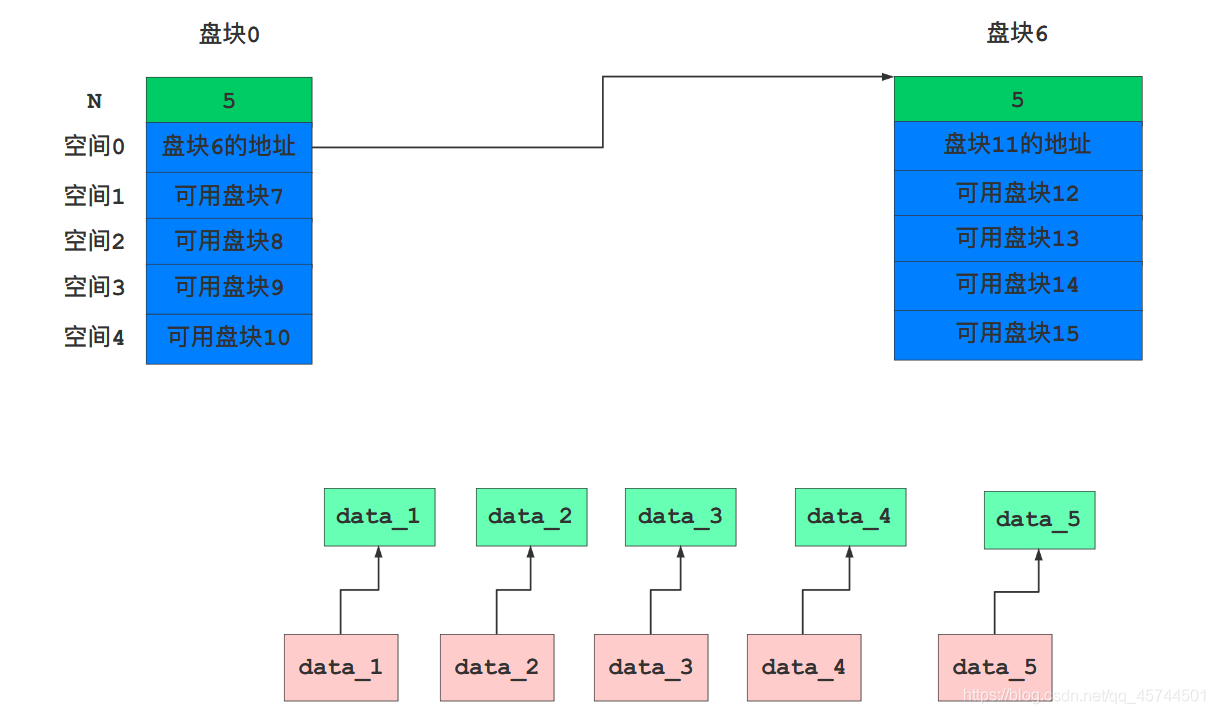 盘块0
盘块6
N
5
5
空间0
盘块6的地址
盘块11的地址
空间1
可用盘块7
可用盘块12
空间2
可用盘块8
可用盘块13
空间3
可用盘块9
可用盘块14
空间4
可用盘块10
可用盘块15
data_1
data_2
data_3
data_4
data_5
data_1
data_2
data_3
data_4
data_5
https://blog.csdn.net/qq_45744501